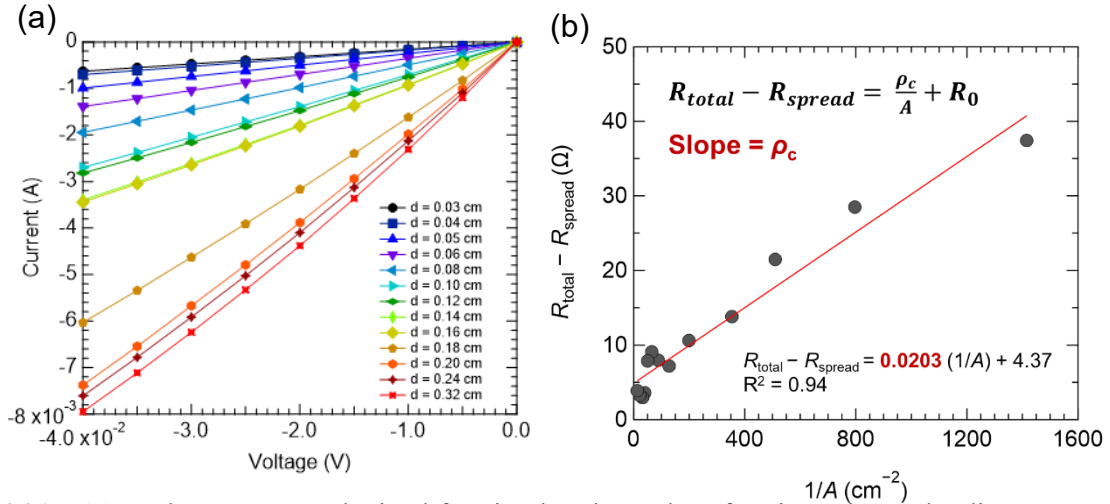 (a)
0
-1
-2
-3
-4
-5
-6
-7
-8 x10⁻³
Current (A)
-4.0 x10⁻²
-3.0
-2.0
-1.0
0.0
Voltage (V)
d = 0.03 cm
d = 0.04 cm
d = 0.05 cm
d = 0.06 cm
d = 0.08 cm
d = 0.10 cm
d = 0.12 cm
d = 0.14 cm
d = 0.16 cm
d = 0.18 cm
d = 0.20 cm
d = 0.24 cm
d = 0.32 cm
(b)
50
40
30
20
10
0
R_total − R_spread (Ω)
R_total − R_spread = ρ_c/A + R_0
Slope = ρ_c
R_total − R_spread = 0.0203 (1/A) + 4.37
R² = 0.94
0
400
800
1200
1600
1/A (cm⁻²)